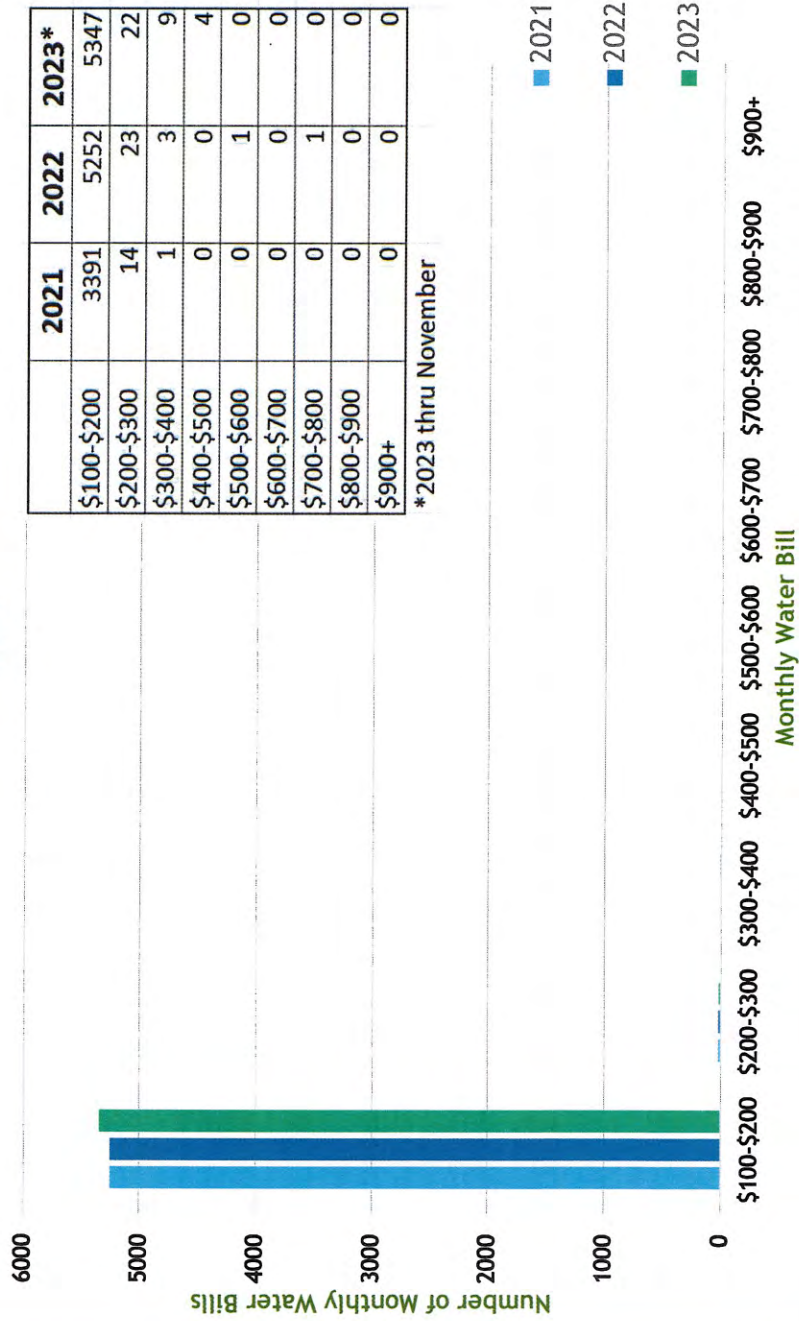 2021 2022 2023*
$100-$200 3391 5252 5347
$200-$300 14 23 22
$300-$400 1 3 9
$400-$500 0 0 4
$500-$600 0 1 0
$600-$700 0 0 0
$700-$800 0 1 0
$800-$900 0 0 0
$900+ 0 0 0
*2023 thru November
6000
5000
4000
3000
2000
1000
0
Number of Monthly Water Bills
$100-$200 $200-$300 $300-$400 $400-$500 $500-$600 $600-$700 $700-$800 $800-$900 $900+
Monthly Water Bill
2021
2022
2023